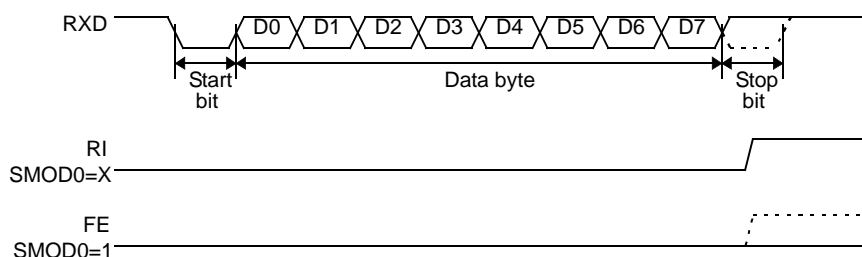 RXD D0 D1 D2 D3 D4 D5 D6 D7
Start bit
Data byte
Stop bit
RI
SMOD0=X
FE
SMOD0=1